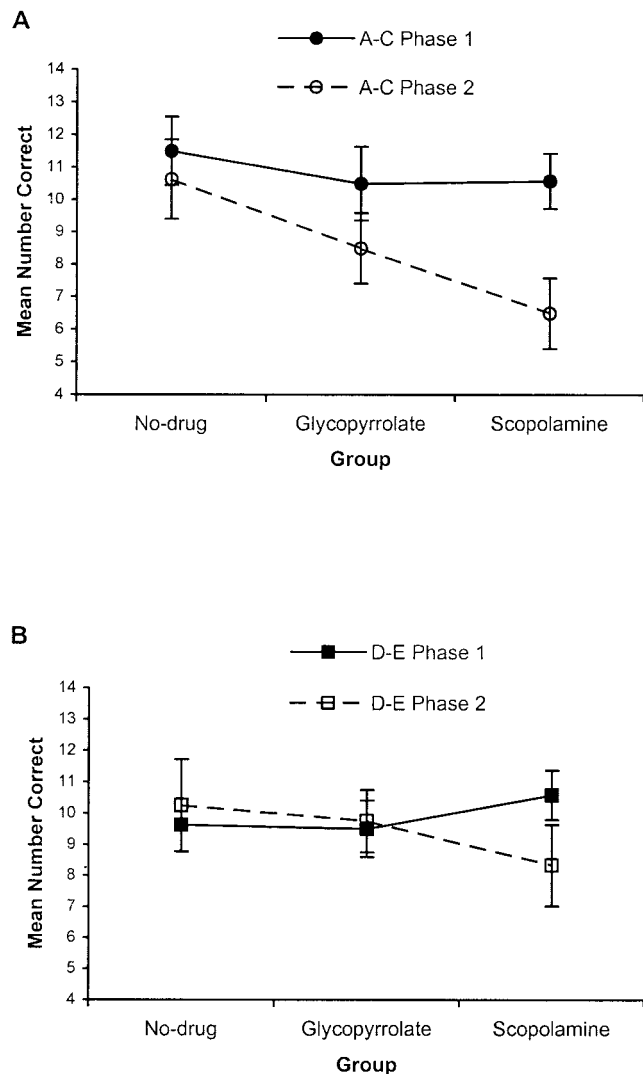 A
A-C Phase 1
A-C Phase 2
Mean Number Correct
14
13
12
11
10
9
8
7
6
5
4
No-drug Glycopyrrolate Scopolamine
Group
B
D-E Phase 1
D-E Phase 2
Mean Number Correct
14
13
12
11
10
9
8
7
6
5
4
No-drug Glycopyrrolate Scopolamine
Group